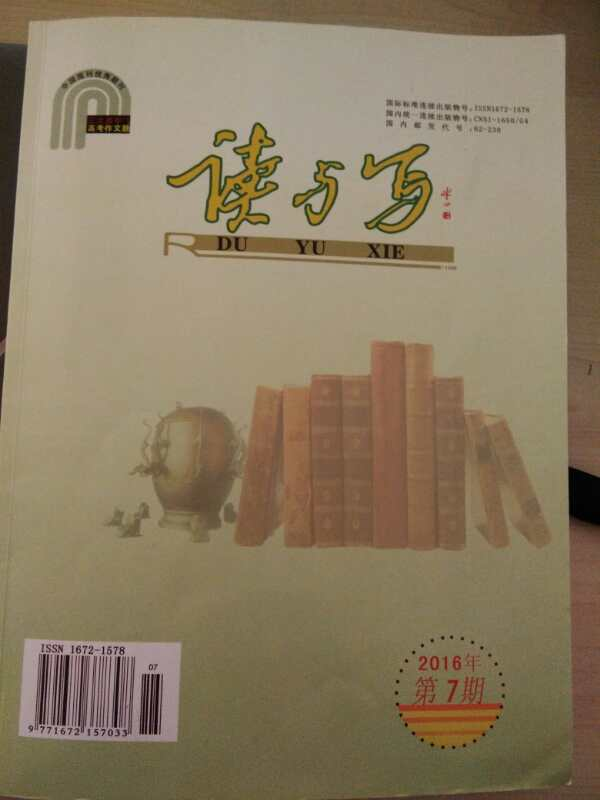 中国期刊优秀期刊
高考作文获
国际标准连续出版物号:ISSN1672-1578
国内统一连续出版物号:CN51-1650/G4
国内邮发代号:62-238
读与写
DU YU XIE
ISSN 1672-1578
07
9 771672 157033
2016年
第7期